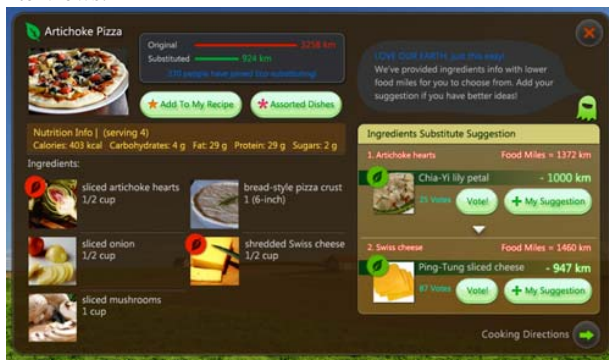 Artichoke Pizza
Original 3258 km
Substituted 924 km
Add To My Recipe
Assorted Dishes
LOVE OUR EARTH, just this easy!
We've provided ingredients info with lower
food miles for you to choose from. Add your
suggestion if you have better ideas!
Nutrition Info | (serving 4)
Calories: 403 kcal Carbohydrates: 4 g Fat: 29 g Protein: 29 g Sugars: 2 g
Ingredients:
sliced artichoke hearts
1/2 cup
bread-style pizza crust
1 (6-inch)
sliced onion
1/2 cup
shredded Swiss cheese
1/2 cup
sliced mushrooms
1 cup
Ingredients Substitute Suggestion
1. Artichoke hearts Food Miles = 1372 km
Chia-Yi lily petal - 1000 km
25 Votes Vote! + My Suggestion
2. Swiss cheese Food Miles = 1460 km
Ping-Tung sliced cheese - 947 km
87 Votes Vote! + My Suggestion
Cooking Directions